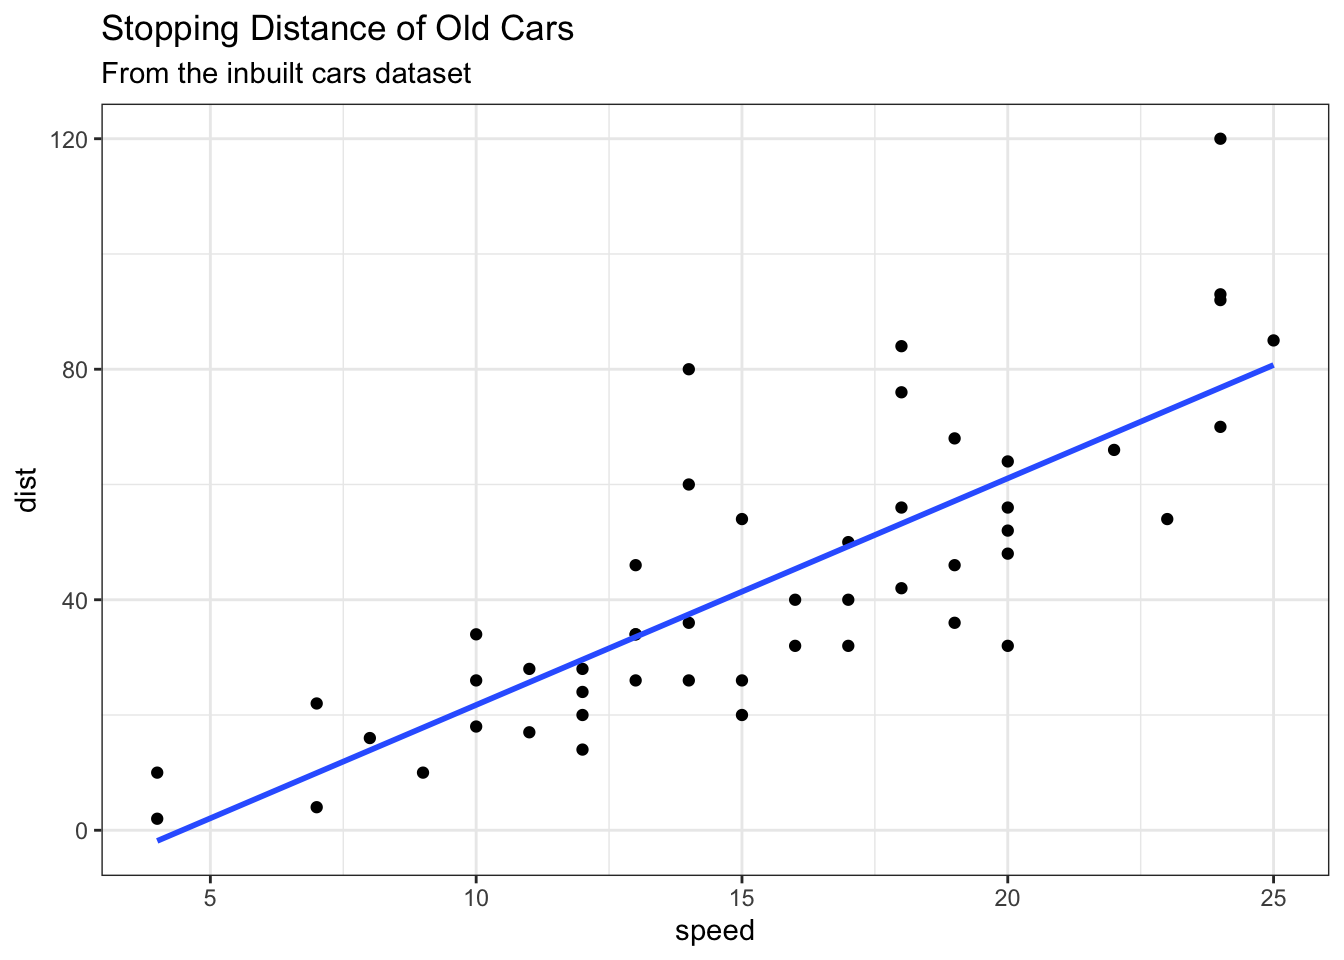 Stopping Distance of Old Cars
From the inbuilt cars dataset
120
80
40
0
dist
5 10 15 20 25
speed